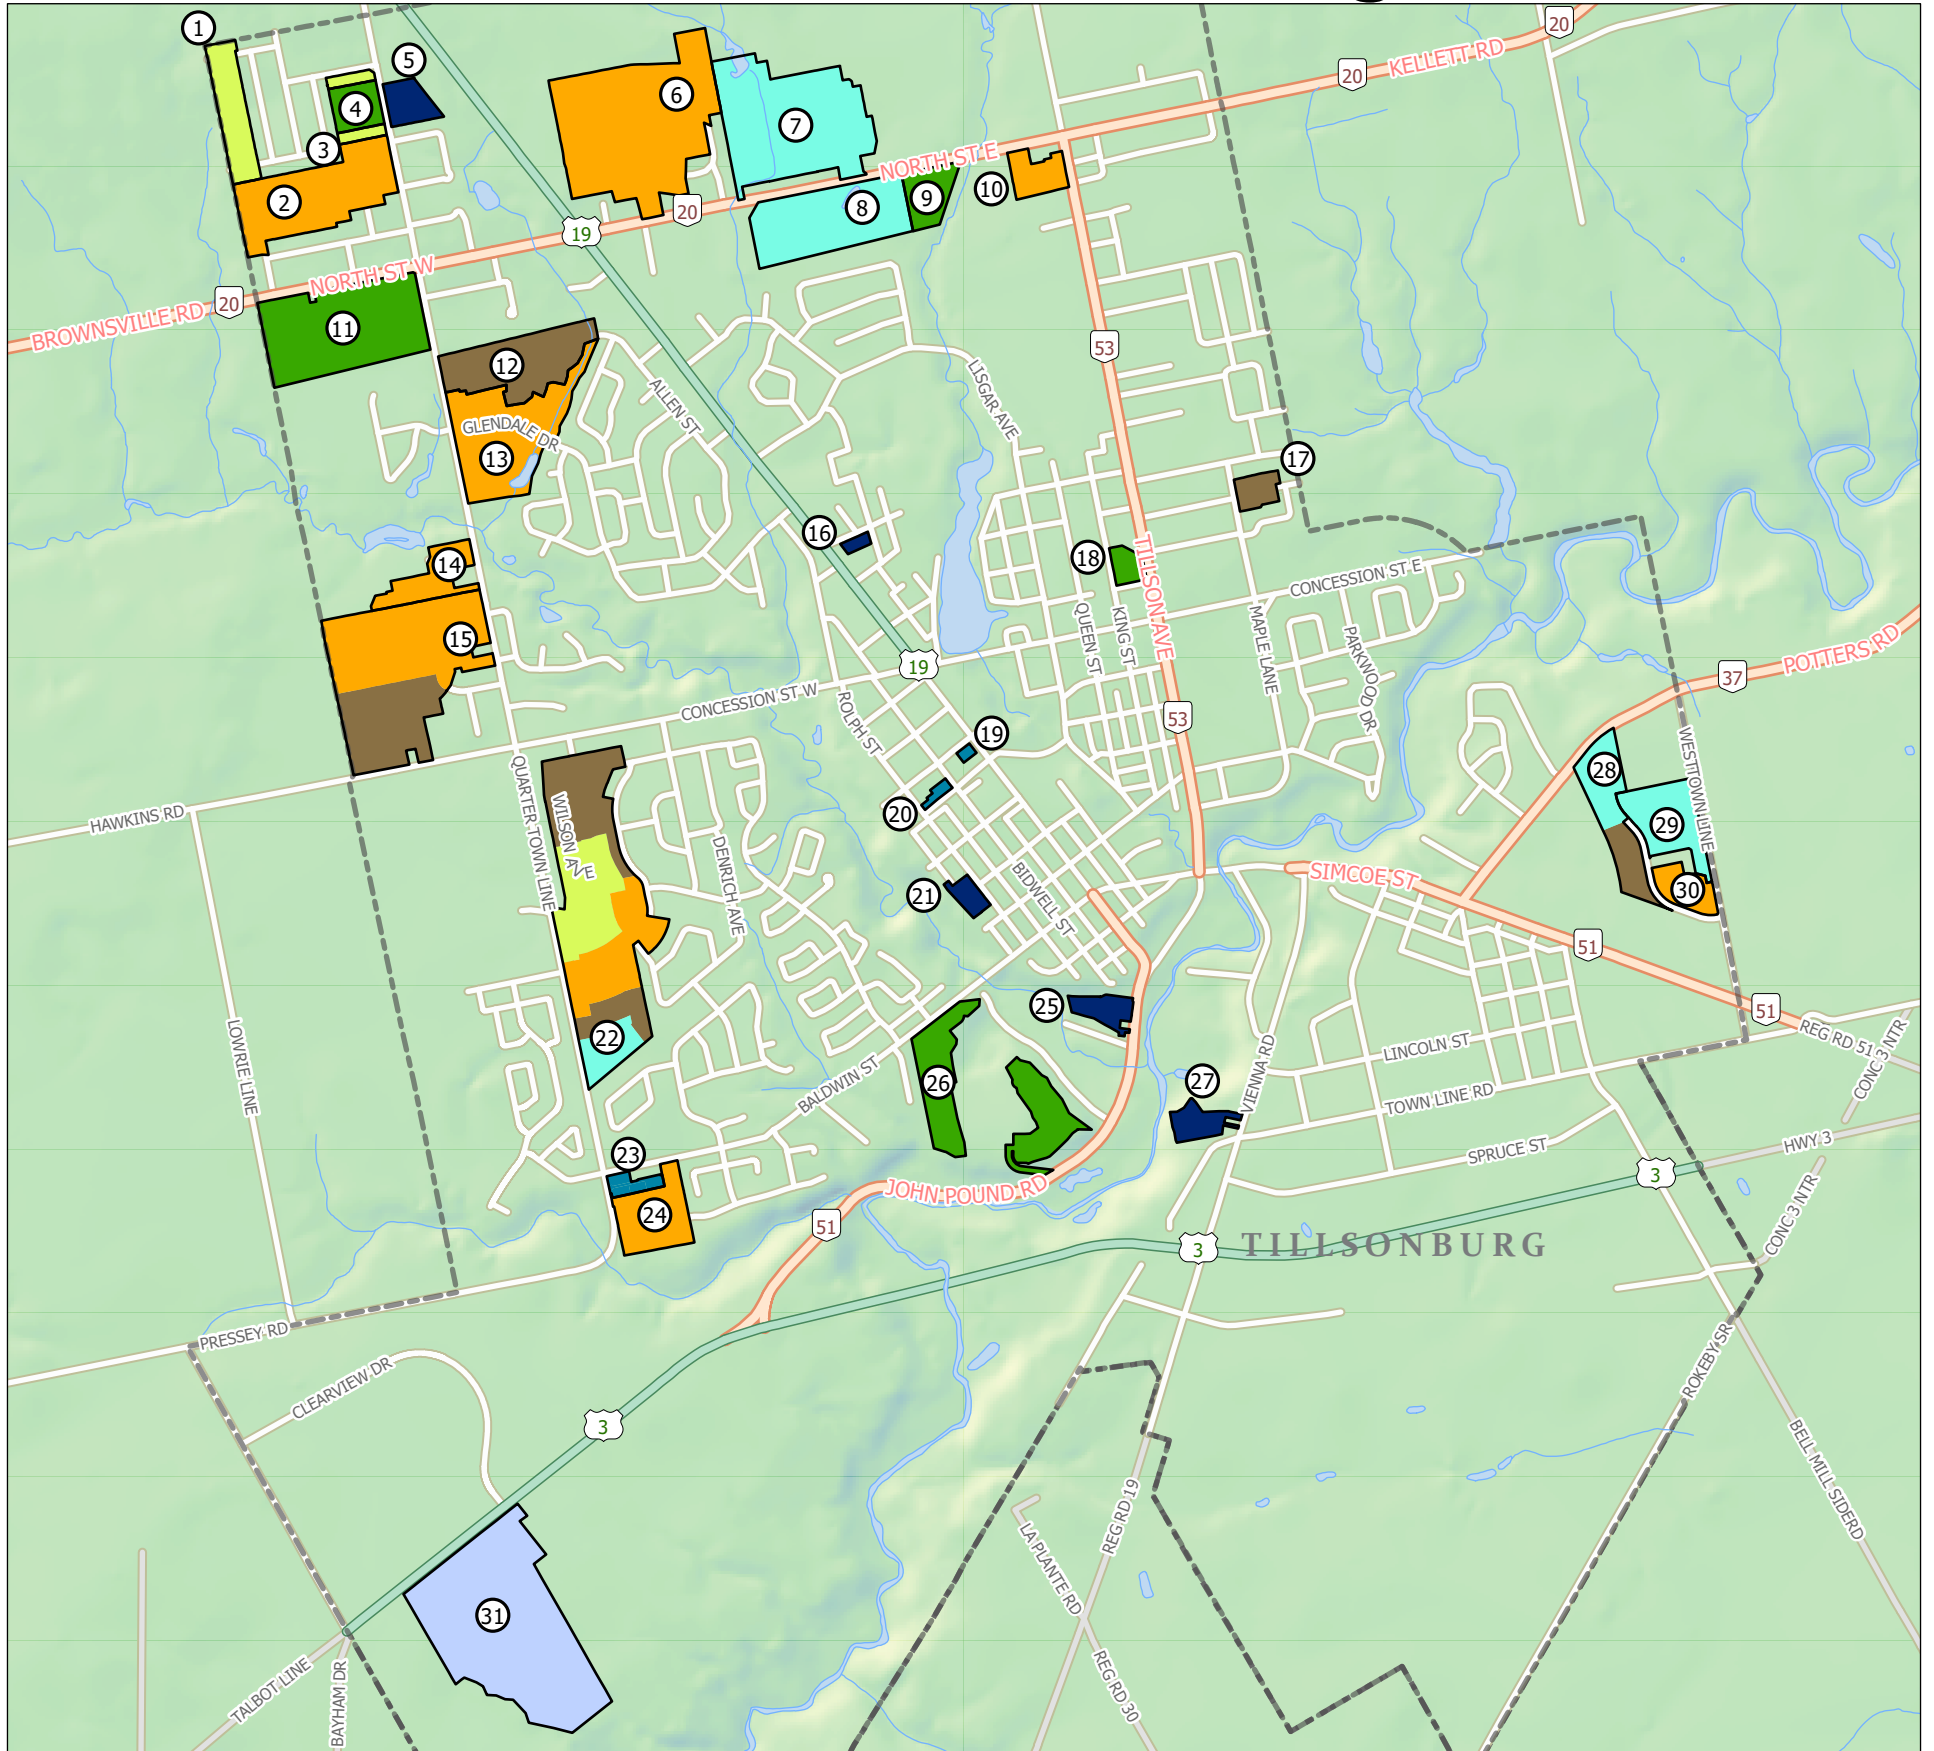 1
20
5
20
KELLETT RD
6
4
7
3
NORTH ST E
10
2
9
8
20
19
NORTH ST W
20
BROWNSVILLE RD
11
53
12
LISGAR AVE
ALLEN ST
GLENDALE DR
13
17
16
18
14
TILLSON AVE
CONCESSION ST E
15
QUEEN ST
KING ST
MAPLE LANE
PARKWOOD DR
POTTERS RD
19
37
CONCESSION ST W
ROLPH ST
53
19
WESTTOWN LINE
28
QUARTER TOWN LINE
WILSON AVE
HAWKINS RD
20
29
DENRICH AVE
SIMCOE ST
BIDWELL ST
21
30
51
25
51
22
LOWRIE LINE
VIENNA RD
LINCOLN ST
REG RD 51
CONC 3 NTR
BALDWIN ST
26
27
TOWN LINE RD
23
SPRUCE ST
HWY 3
3
JOHN POUND RD
24
51
3
TILLSONBURG
CONC 3 NTR
PRESSEY RD
CLEARVIEW DR
ROKEBY SR
3
BELL MILL SIDERD
REG RD 19
LA PLANTE RD
31
TALBOT LINE
BAYHAM DR
REG RD 30